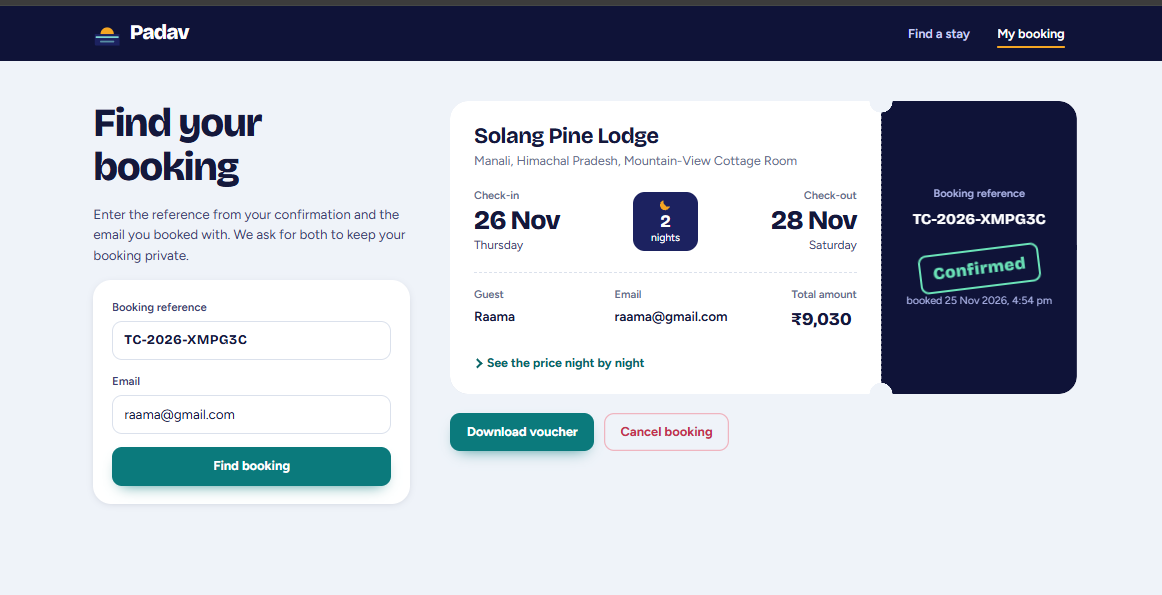 Padav
Find a stay
My booking
Find your
booking
Enter the reference from your confirmation and the
email you booked with. We ask for both to keep your
booking private.
Booking reference
TC-2026-XMPG3C
Email
raama@gmail.com
Find booking
Solang Pine Lodge
Manali, Himachal Pradesh, Mountain-View Cottage Room
Check-in
26 Nov
Thursday
2
nights
Check-out
28 Nov
Saturday
Guest
Raama
Email
raama@gmail.com
Total amount
₹9,030
See the price night by night
Booking reference
TC-2026-XMPG3C
Confirmed
booked 25 Nov 2026, 4:54 pm
Download voucher
Cancel booking